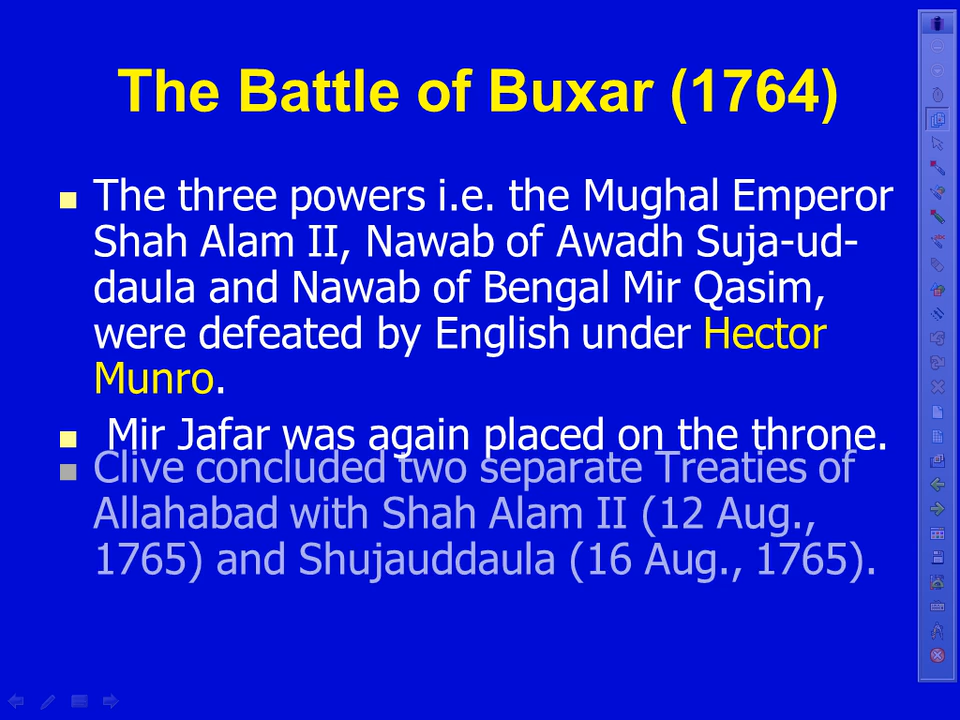 The Battle of Buxar (1764)
The three powers i.e. the Mughal Emperor
Shah Alam II, Nawab of Awadh Suja-ud-
daula and Nawab of Bengal Mir Qasim,
were defeated by English under Hector
Munro.
Mir Jafar was again placed on the throne.
Clive concluded two separate Treaties of
Allahabad with Shah Alam II (12 Aug.,
1765) and Shujauddaula (16 Aug., 1765).